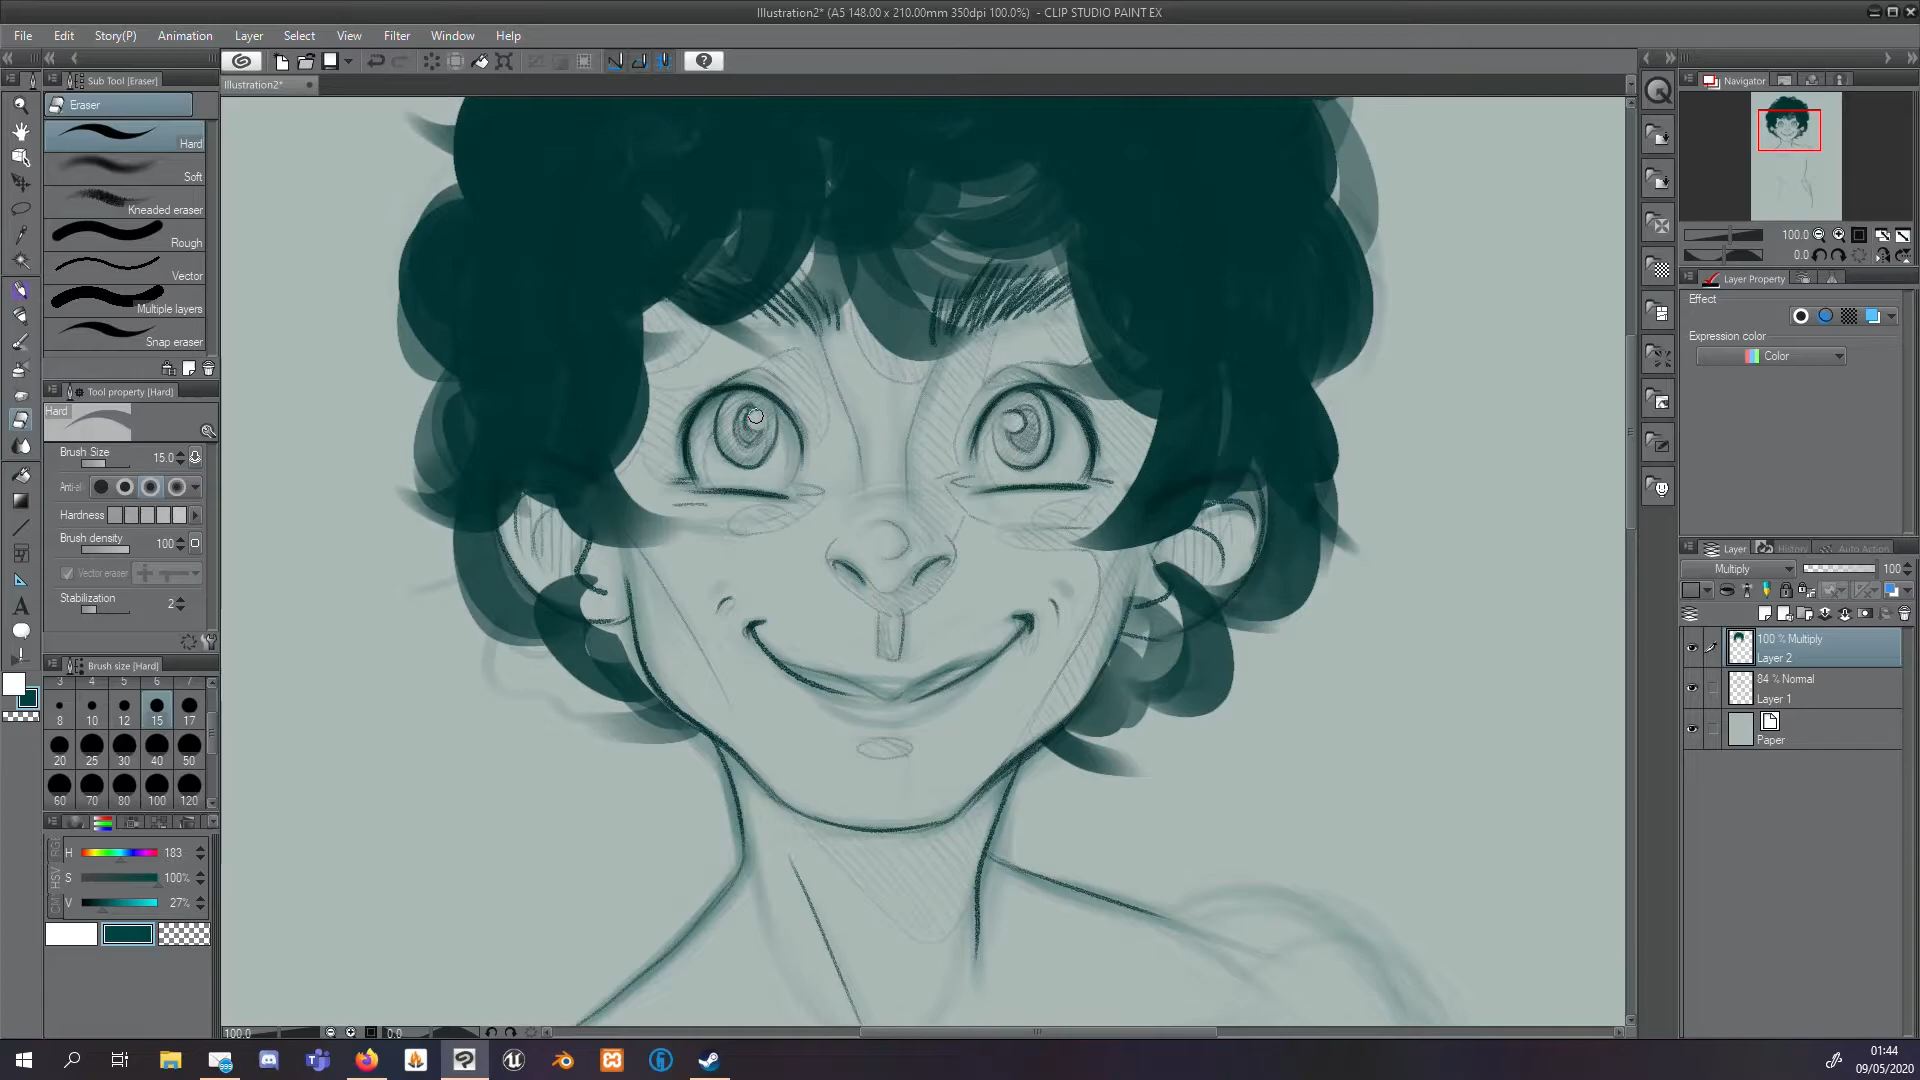 Illustration2* (A5 148.00 x 210.00mm 350dpi 100.0%) - CLIP STUDIO PAINT EX
File Edit Story(P) Animation Layer Select View Filter Window Help
Sub Tool [Eraser]
Illustration2*
Navigator
Eraser
Hard
Soft
Kneaded eraser
Rough
Vector
Multiple layers
Snap eraser
100.0
0.0
Layer Property
Effect
Expression color
Color
Tool property [Hard]
Hard
Brush Size 15.0
Anti-al
Hardness
Brush density 100
Vector eraser
Stabilization 2
Layer History Auto Action
Multiply 100
100 % Multiply
Layer 2
84 % Normal
Layer 1
Paper
Brush size [Hard]
3 4 5 6 7
8 10 12 15 17
20 25 30 40 50
60 70 80 100 120
H 183
S 100%
V 27%
HSV
100.0 0.0
01:44
09/05/2020